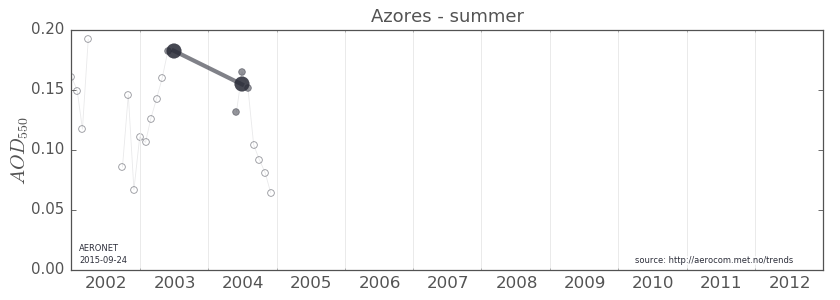 Azores - summer
0.20
0.15
0.10
0.05
0.00
AOD550
AERONET
2015-09-24
source: http://aerocom.met.no/trends
2002 2003 2004 2005 2006 2007 2008 2009 2010 2011 2012